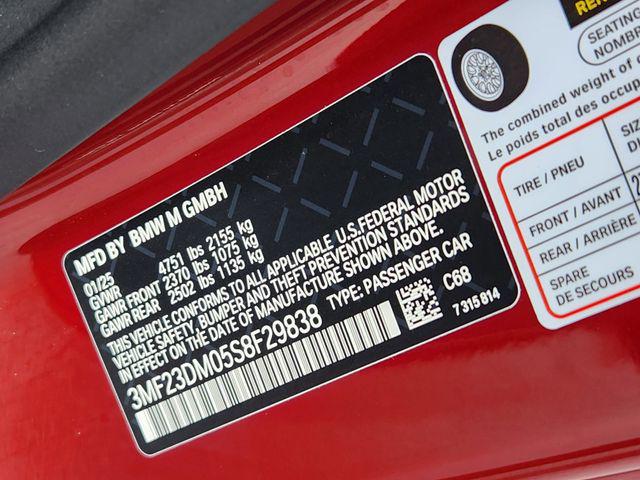 MFD BY BMW M GMBH
01/25
GVWR 4751 lbs 2155 kg
GAWR FRONT 2370 lbs 1075 kg
GAWR REAR 2502 lbs 1135 kg
THIS VEHICLE CONFORMS TO ALL APPLICABLE U.S.FEDERAL MOTOR
VEHICLE SAFETY, BUMPER AND THEFT PREVENTION STANDARDS
IN EFFECT ON THE DATE OF MANUFACTURE SHOWN ABOVE.
3MF23DM05S8F29838 TYPE: PASSENGER CAR
C68
7 315 814
SEATING
NOMBR
The combined weight of
Le poids total des occup
TIRE / PNEU
FRONT / AVANT
REAR / ARRIÈRE
SPARE
DE SECOURS